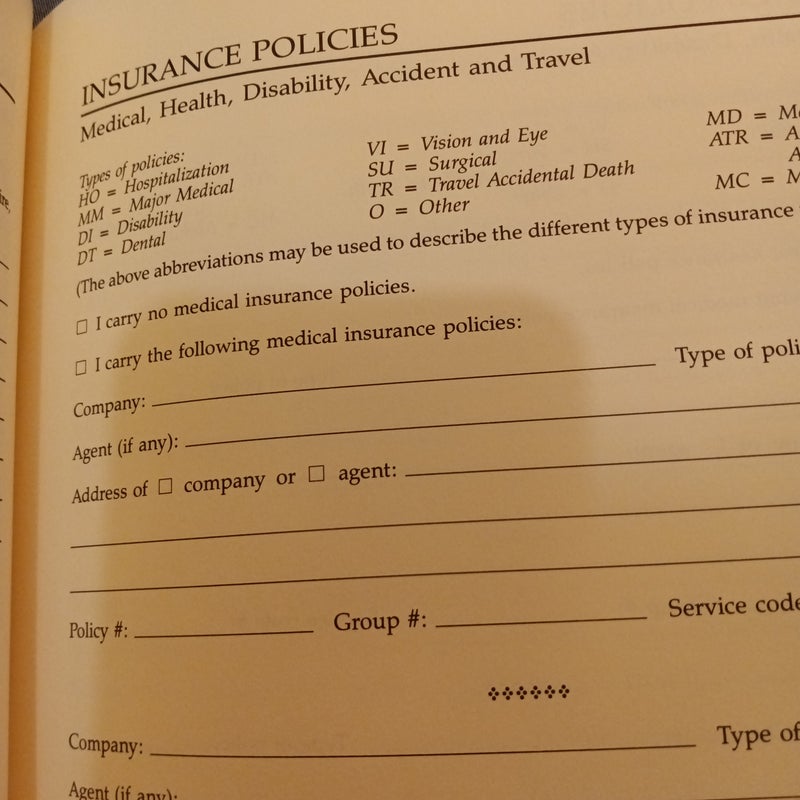 INSURANCE POLICIES
Medical, Health, Disability, Accident and Travel
Types of policies:
HO = Hospitalization
MM = Major Medical
DI = Disability
DT = Dental
VI = Vision and Eye
SU = Surgical
TR = Travel Accidental Death
O = Other
MD =
ATR =
MC =
(The above abbreviations may be used to describe the different types of insurance
☐ I carry no medical insurance policies.
☐ I carry the following medical insurance policies:
Company: Type of
Agent (if any):
Address of ☐ company or ☐ agent:
Policy #: Group #: Service code
Company: Type of
Agent (if any):